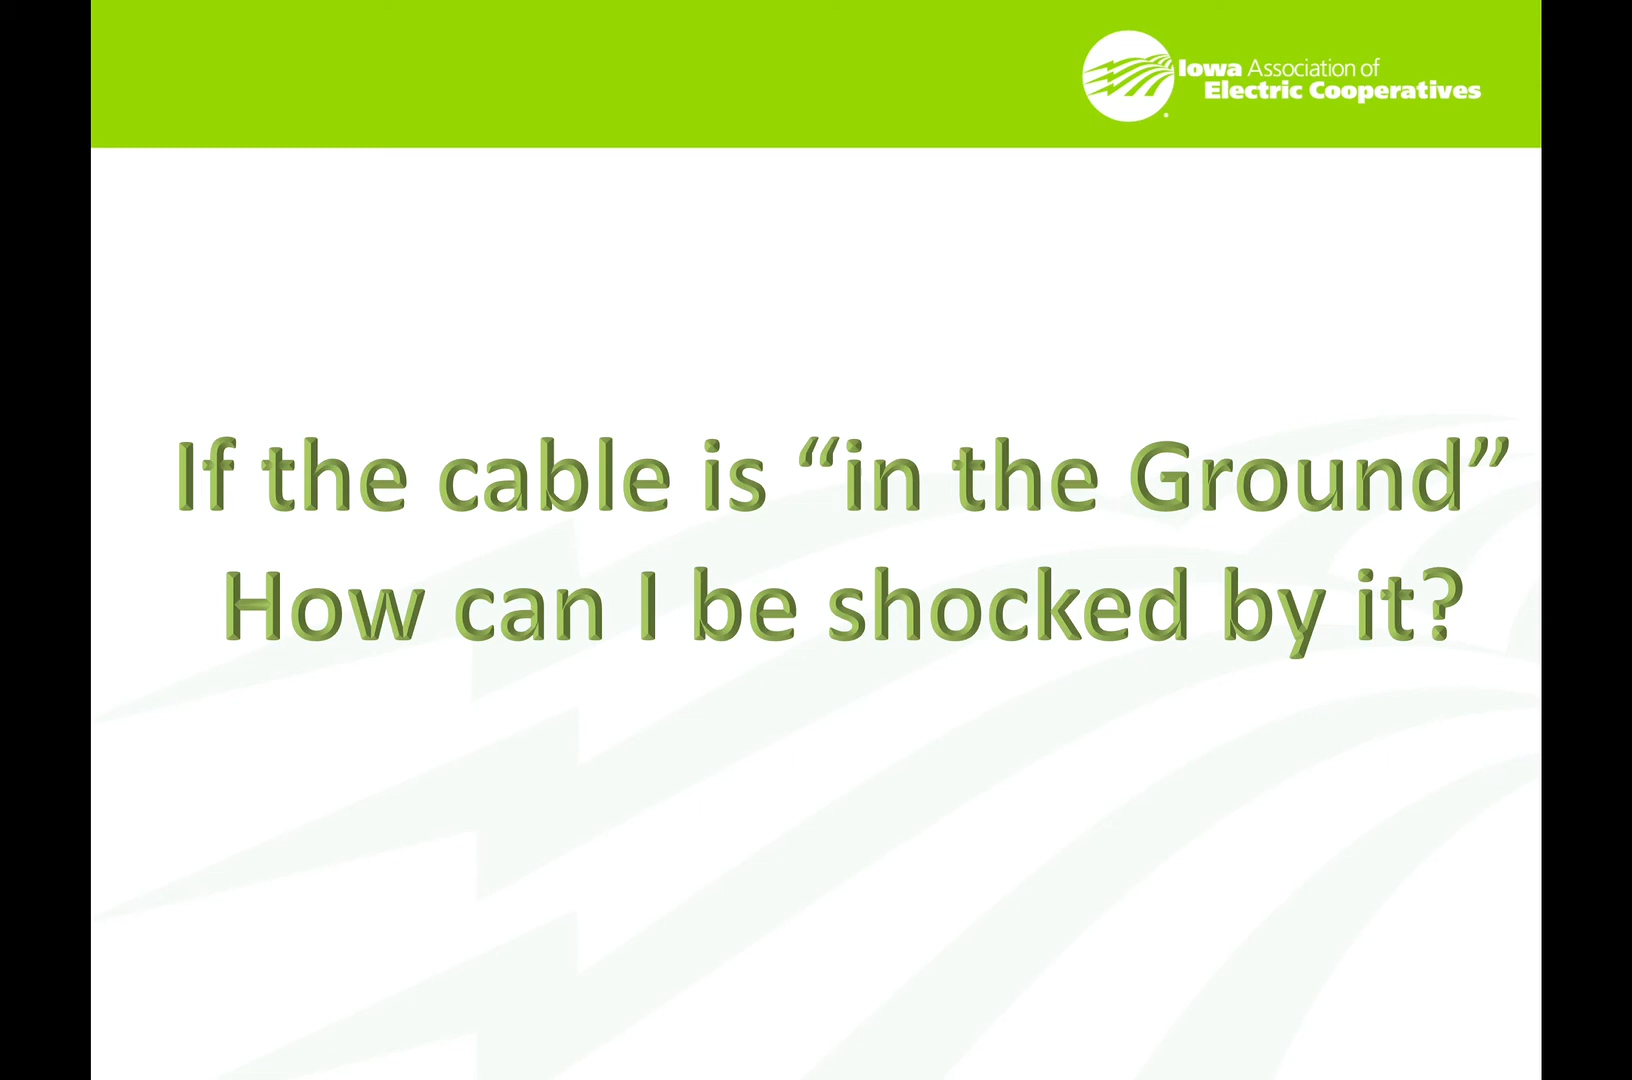 Iowa Association of
Electric Cooperatives
If the cable is “in the Ground”
How can I be shocked by it?